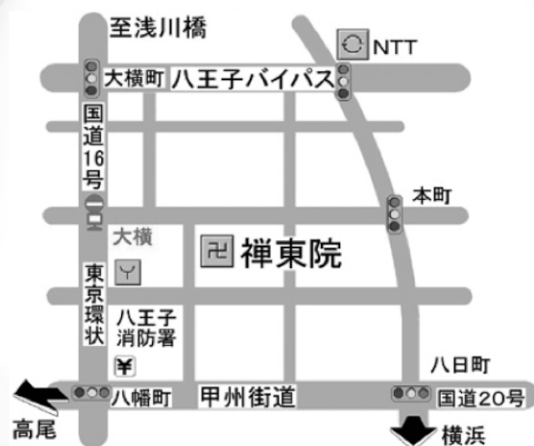 至浅川橋
NTT
大横町
八王子バイパス
国道16号
本町
大横
卍
禅東院
東京環状
八王子
消防署
¥
八日町
八幡町
甲州街道
国道20号
高尾
横浜